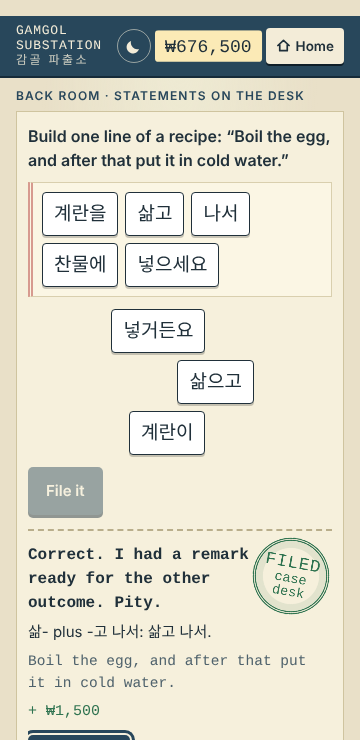 GAMGOL
SUBSTATION
감골 파출소
₩676,500
Home
BACK ROOM · STATEMENTS ON THE DESK
Build one line of a recipe: “Boil the egg,
and after that put it in cold water.”
계란을 삶고 나서
찬물에 넣으세요
넣거든요
삶으고
계란이
File it
Correct. I had a remark
ready for the other
outcome. Pity.
FILED
case
desk
삶- plus -고 나서: 삶고 나서.
Boil the egg, and after that put
it in cold water.
+ ₩1,500